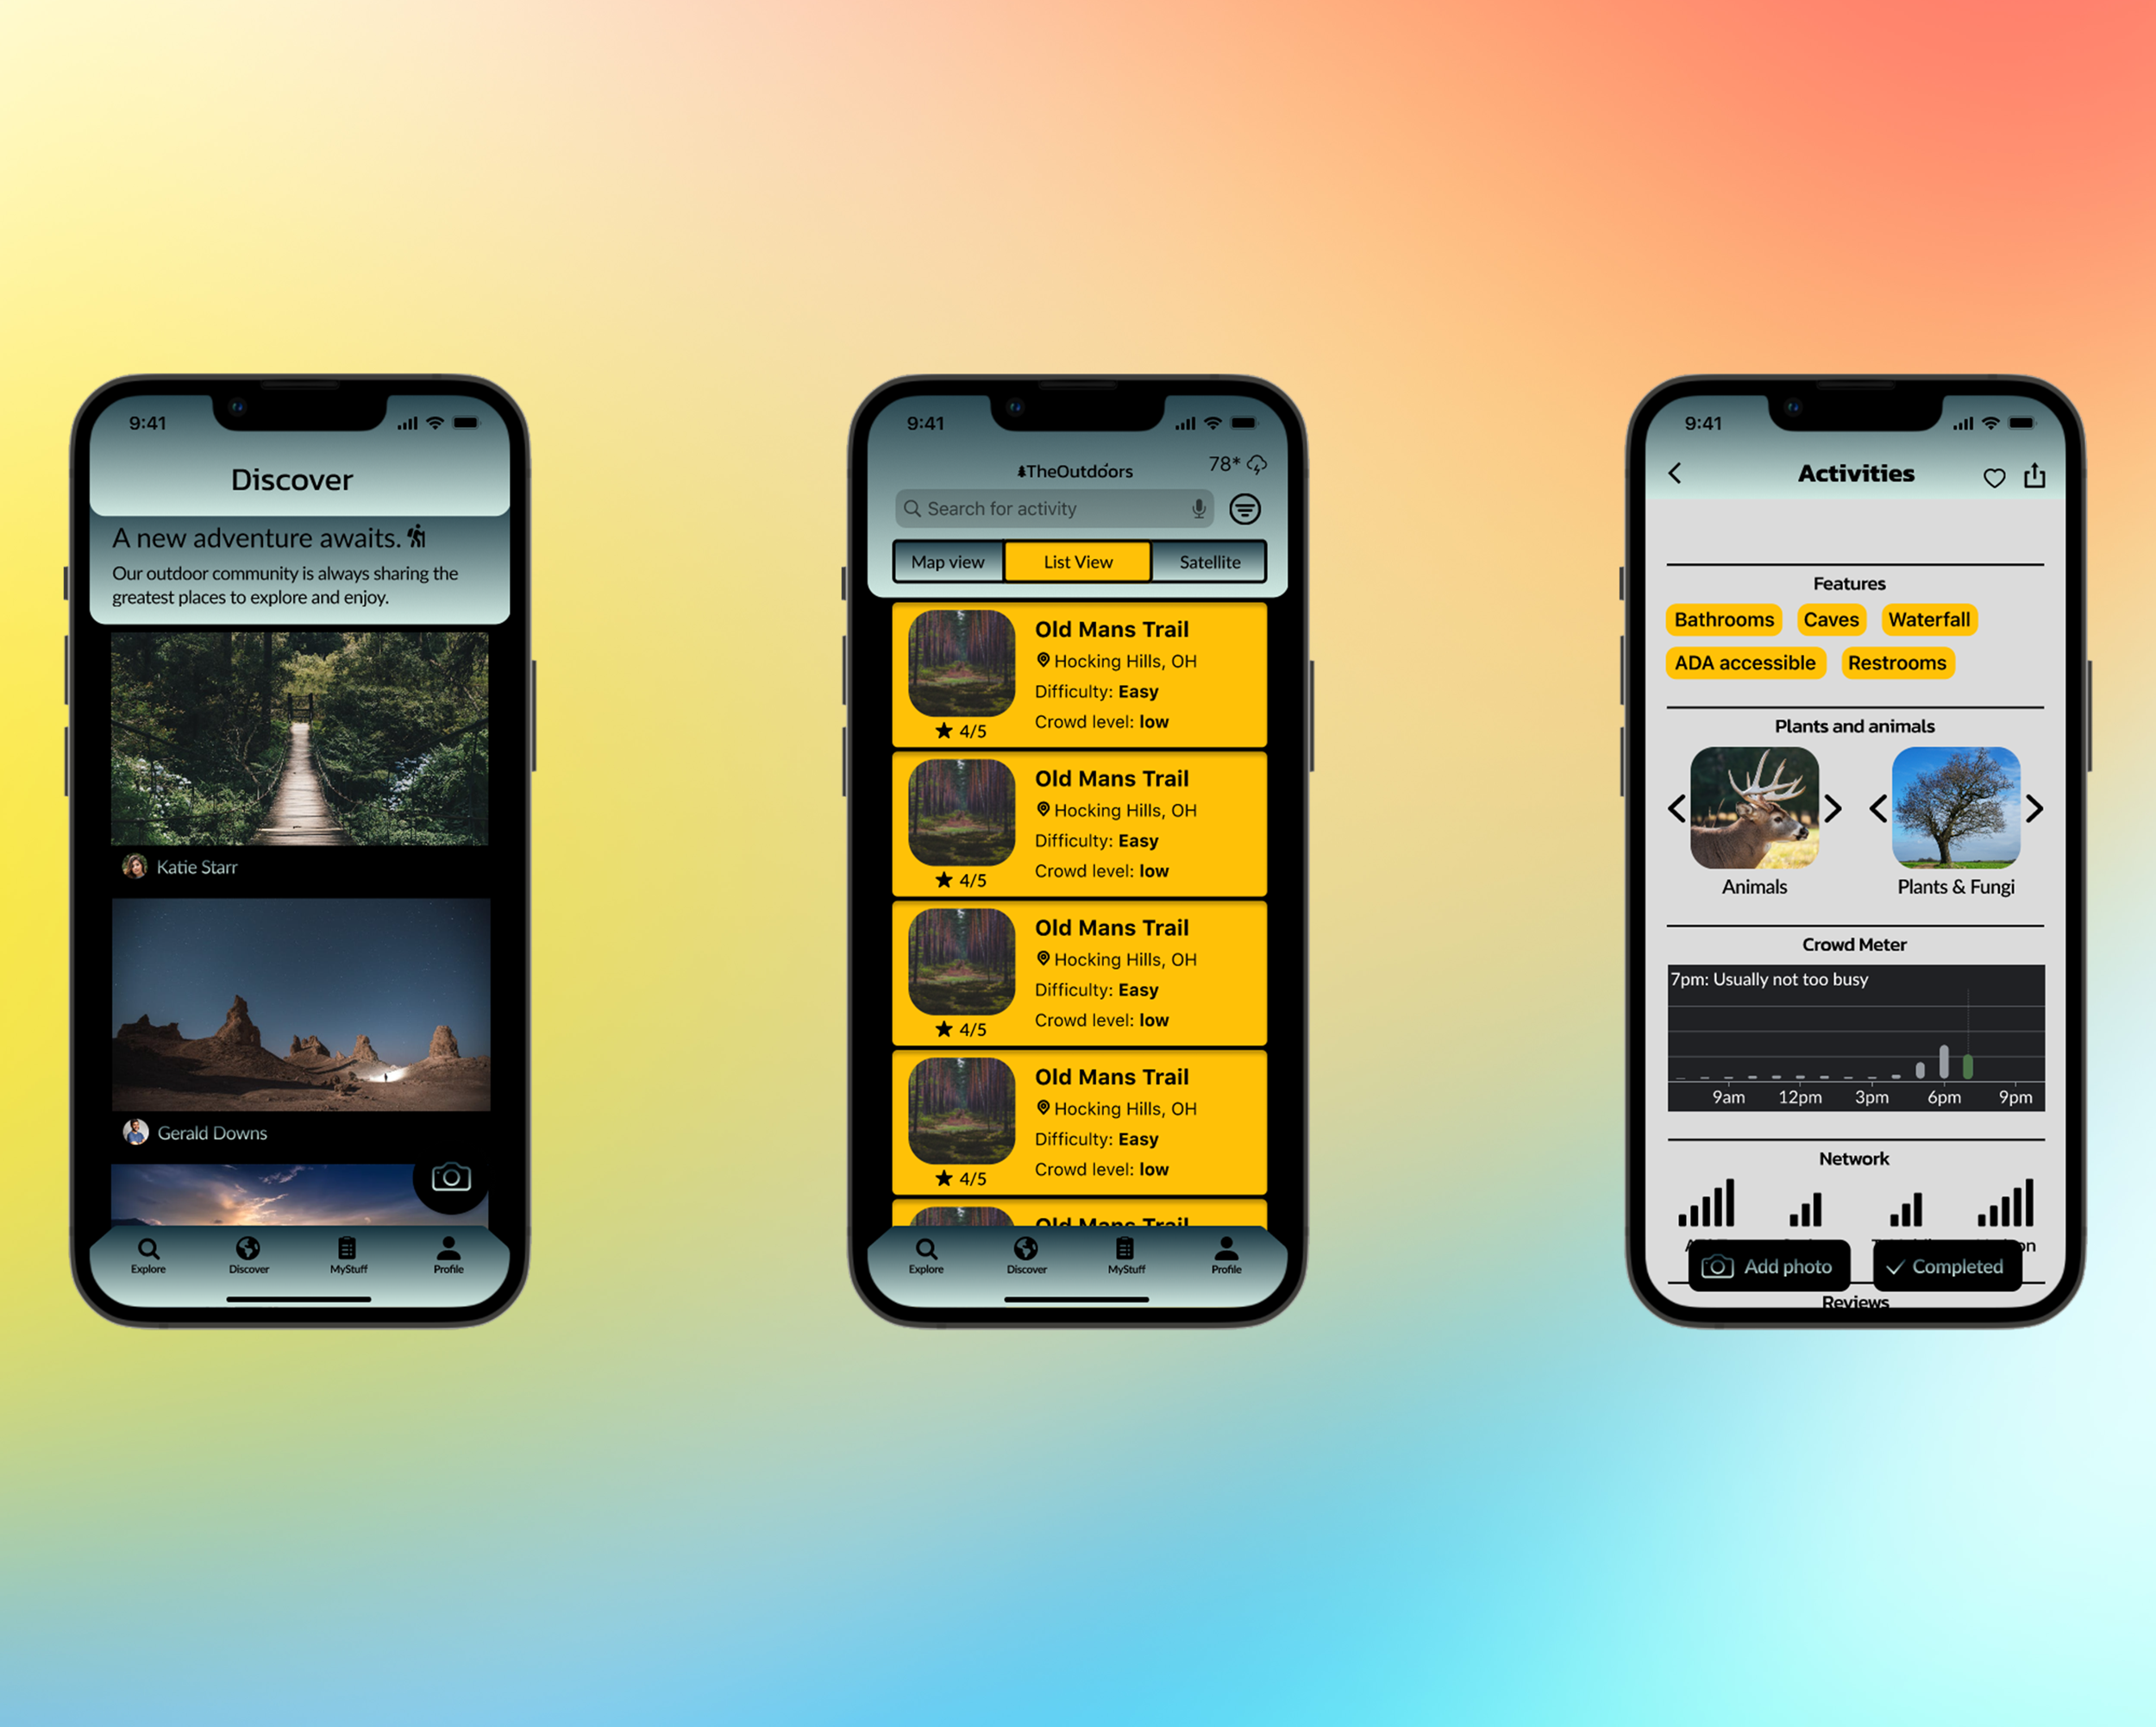 9:41
Discover
A new adventure awaits.
Our outdoor community is always sharing the
greatest places to explore and enjoy.
Katie Starr
Gerald Downs
Explore Discover MyStuff Profile
9:41
78*
TheOutdoors
Search for activity
Map view List View Satellite
Old Mans Trail
Hocking Hills, OH
Difficulty: Easy
Crowd level: low
4/5
Old Mans Trail
Hocking Hills, OH
Difficulty: Easy
Crowd level: low
4/5
Old Mans Trail
Hocking Hills, OH
Difficulty: Easy
Crowd level: low
4/5
Old Mans Trail
Hocking Hills, OH
Difficulty: Easy
Crowd level: low
4/5
Old Mans Trail
Explore Discover MyStuff Profile
9:41
Activities
Features
Bathrooms Caves Waterfall
ADA accessible Restrooms
Plants and animals
Animals Plants & Fungi
Crowd Meter
7pm: Usually not too busy
9am 12pm 3pm 6pm 9pm
Network
Add photo Completed
Reviews